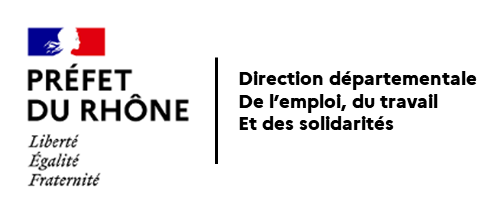 PRÉFET
DU RHÔNE
Liberté
Égalité
Fraternité
Direction départementale
De l'emploi, du travail
Et des solidarités